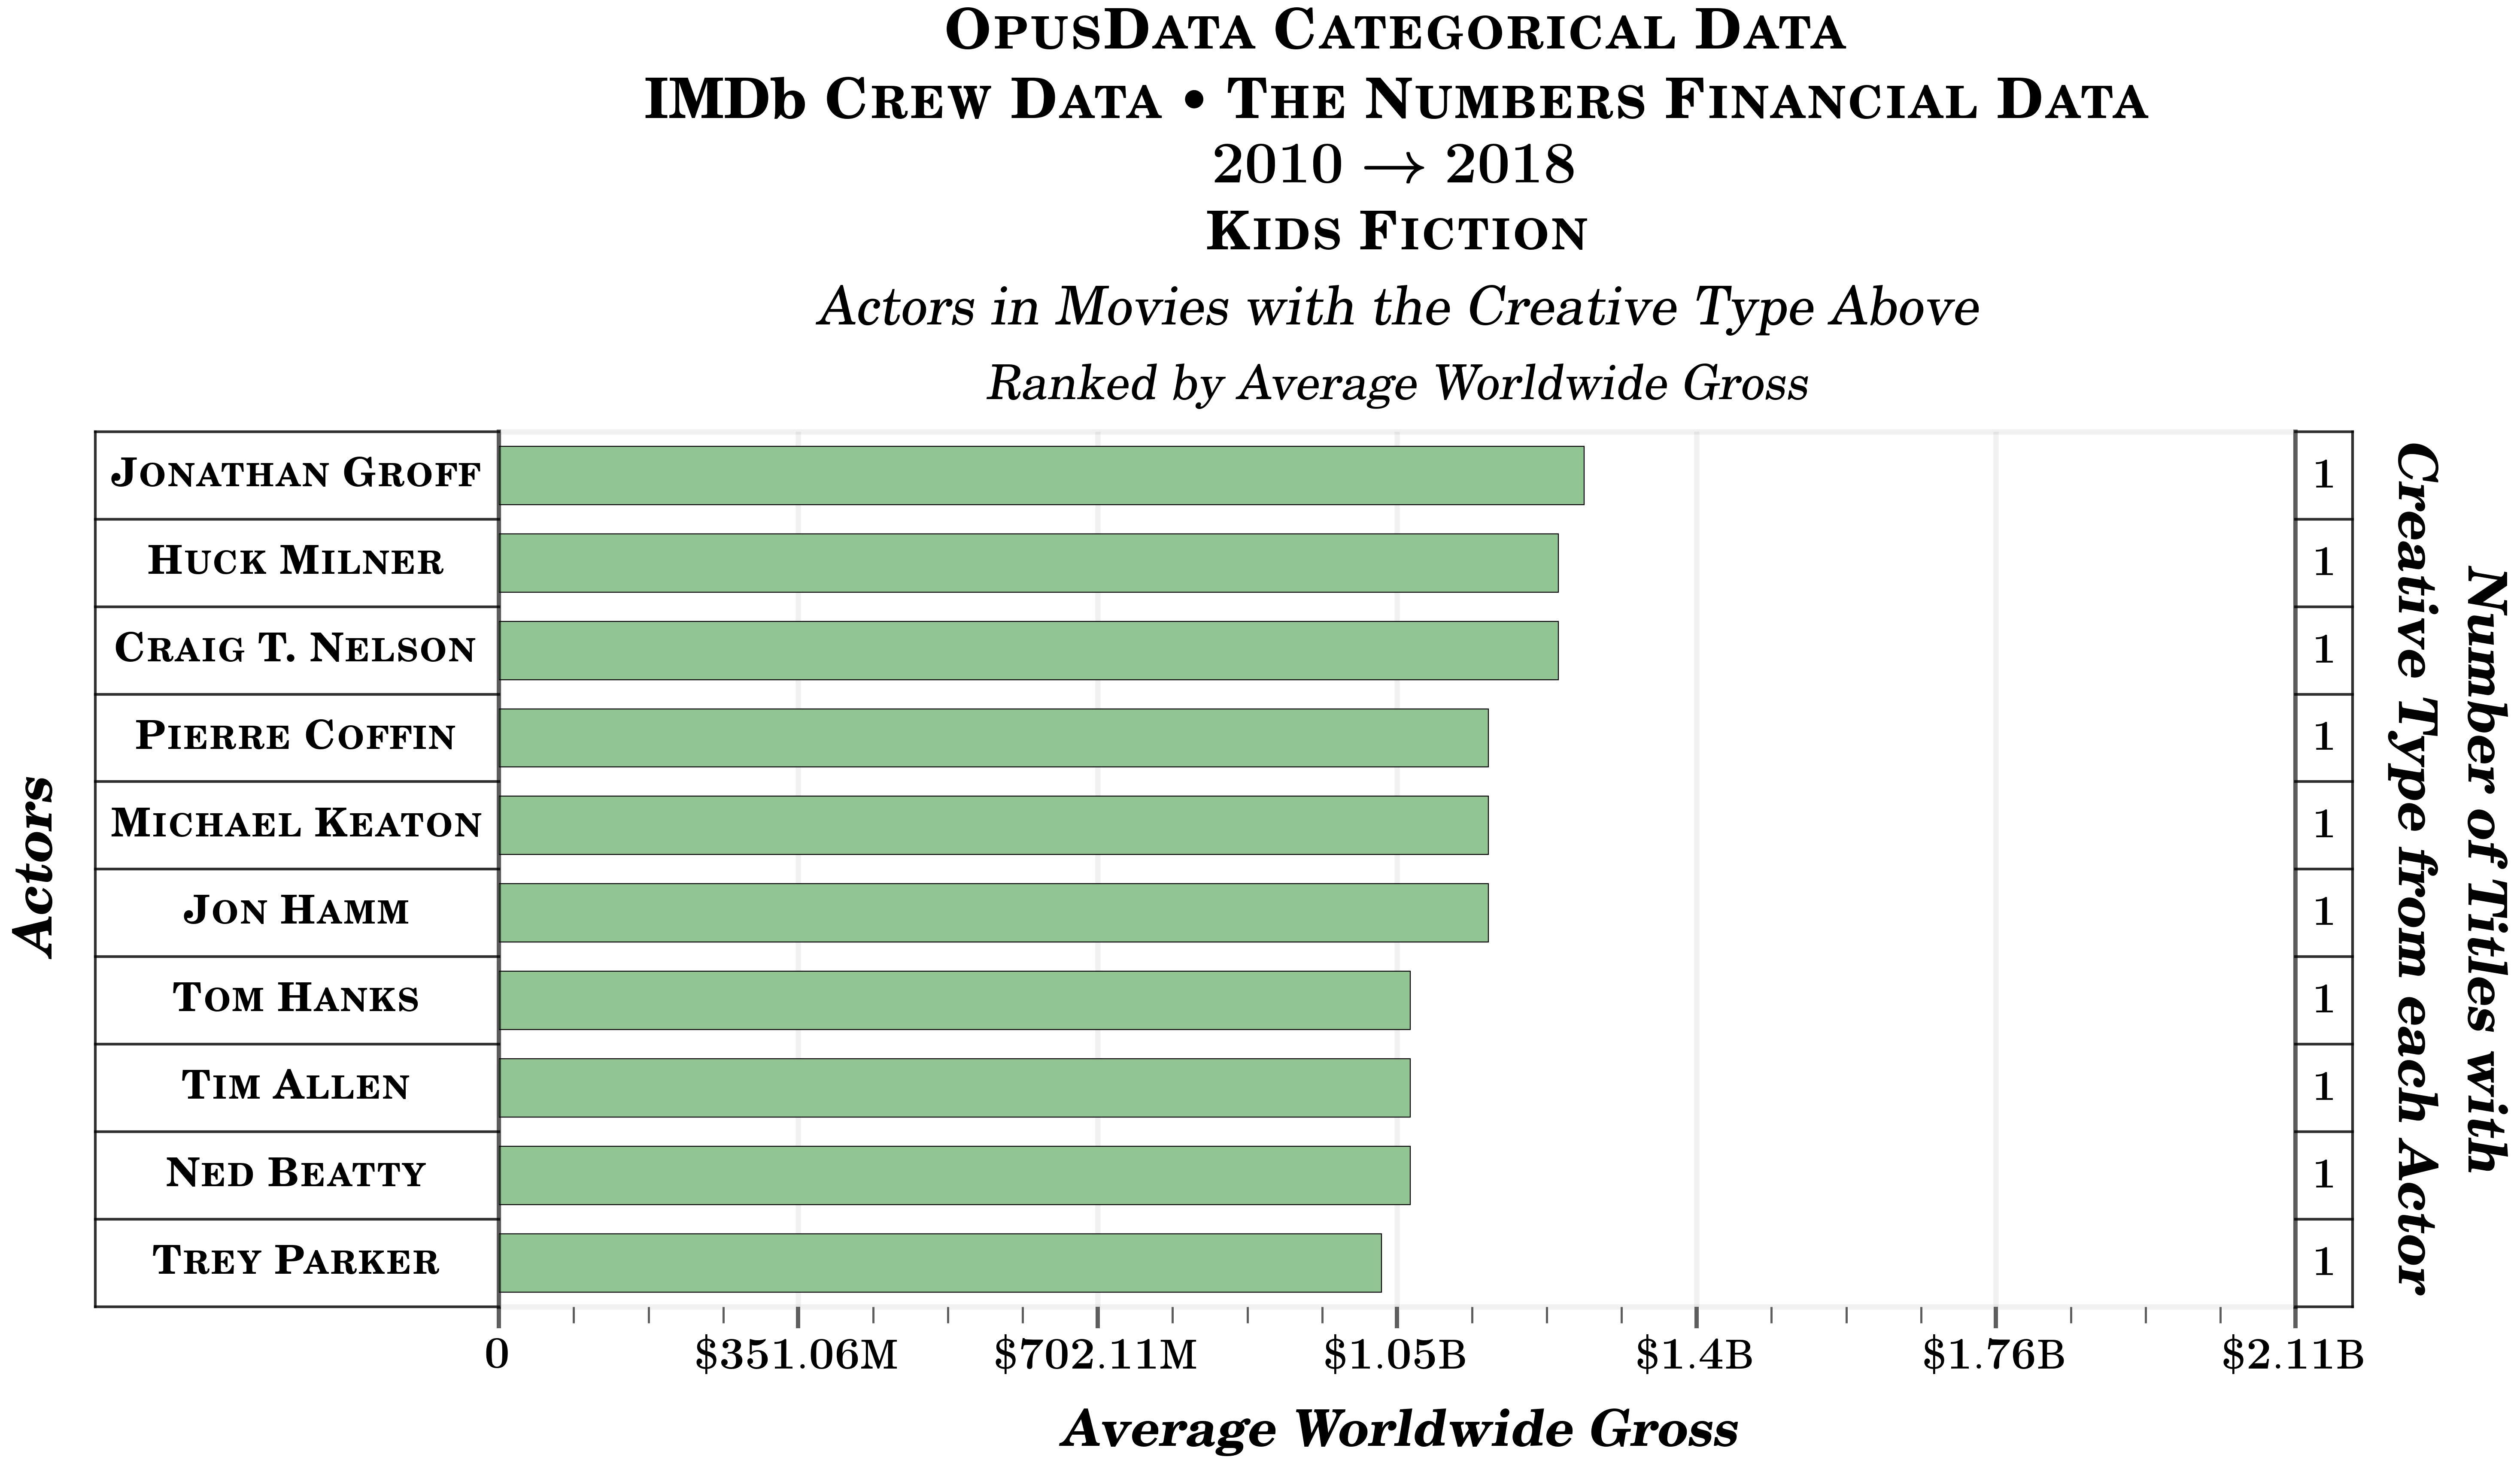 OpusData Categorical Data
IMDb Crew Data • The Numbers Financial Data
2010 → 2018
Kids Fiction
Actors in Movies with the Creative Type Above
Ranked by Average Worldwide Gross
Actors
Jonathan Groff 1
Huck Milner 1
Craig T. Nelson 1
Pierre Coffin 1
Michael Keaton 1
Jon Hamm 1
Tom Hanks 1
Tim Allen 1
Ned Beatty 1
Trey Parker 1
Number of Titles with
Creative Type from each Actor
0 $351.06M $702.11M $1.05B $1.4B $1.76B $2.11B
Average Worldwide Gross